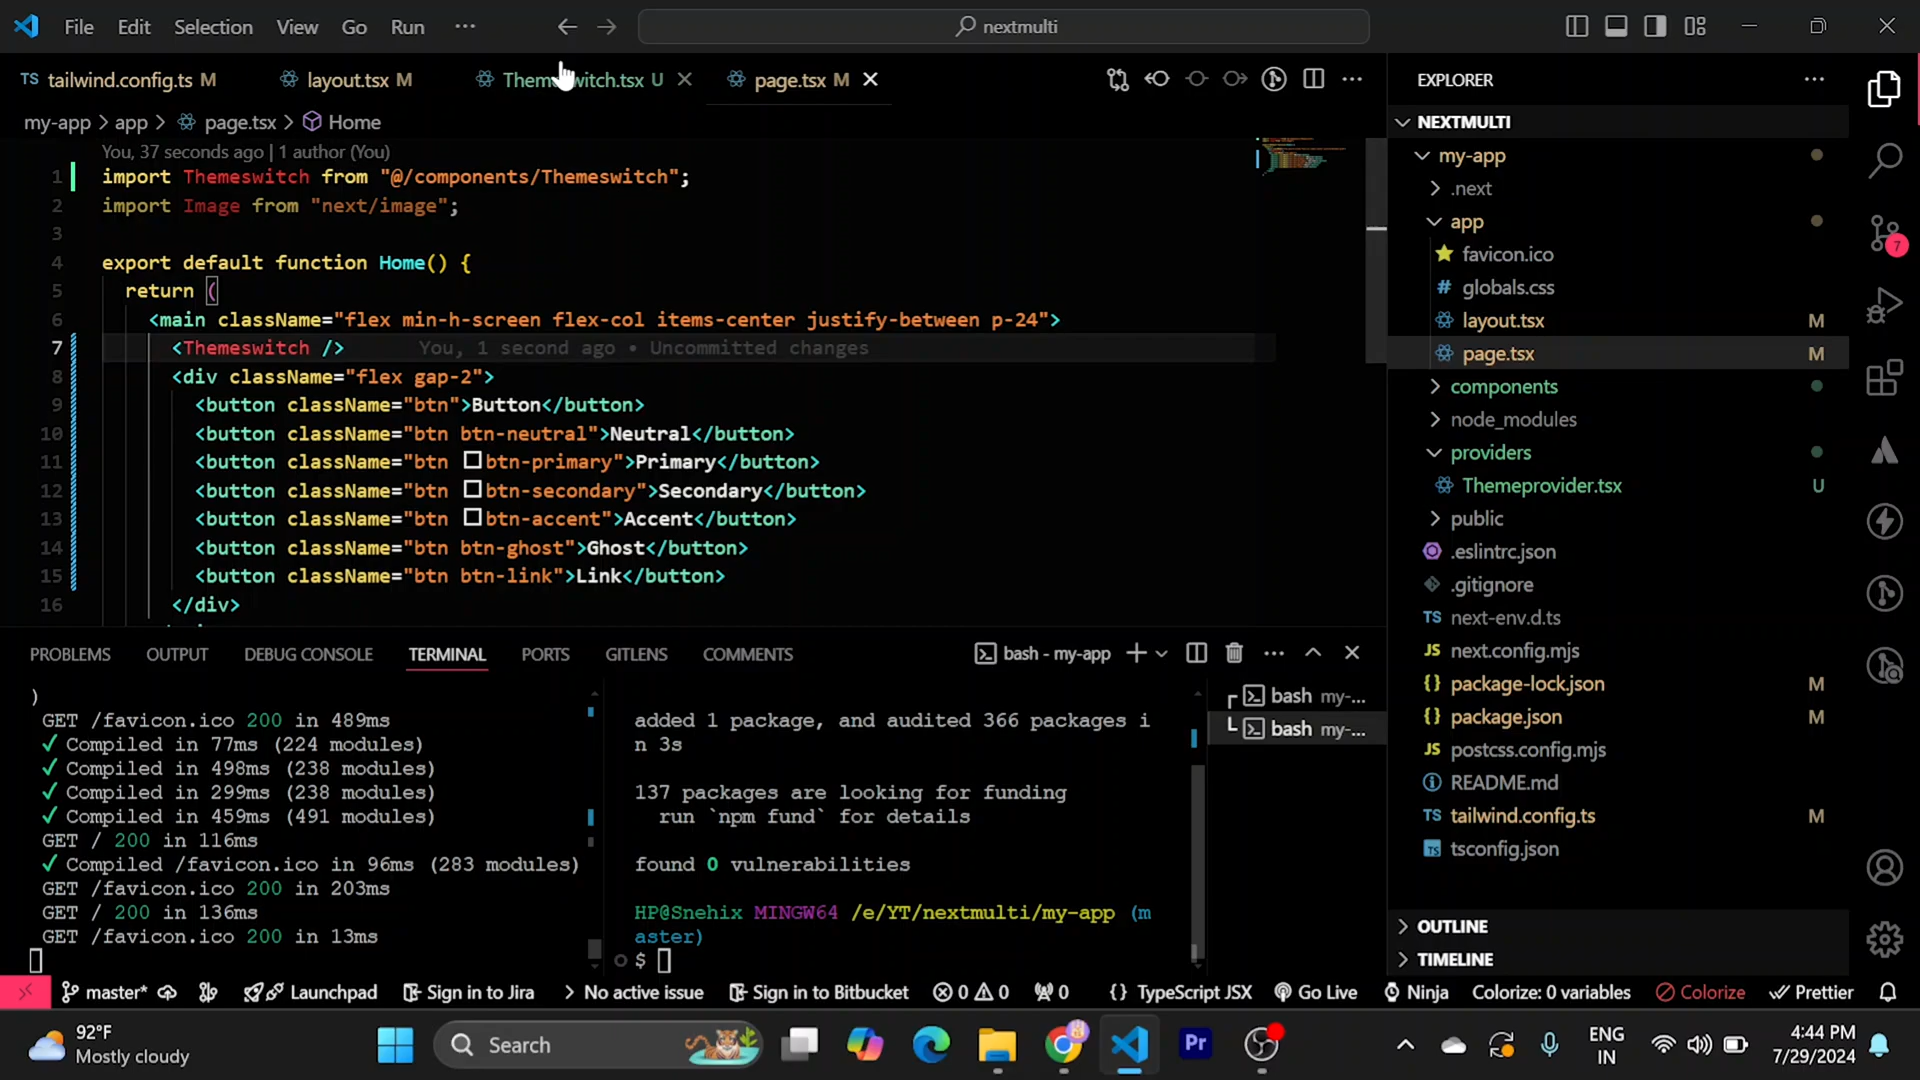 File Edit Selection View Go Run ··· nextmulti
TS tailwind.config.ts M layout.tsx M Themeswitch.tsx U page.tsx M
my-app > app > page.tsx > Home
You, 37 seconds ago | 1 author (You)
1 import Themeswitch from "@/components/Themeswitch";
2 import Image from "next/image";
3
4 export default function Home() {
5 return (
6 <main className="flex min-h-screen flex-col items-center justify-between p-24">
7 <Themeswitch /> You, 1 second ago • Uncommitted changes
8 <div className="flex gap-2">
9 <button className="btn">Button</button>
10 <button className="btn btn-neutral">Neutral</button>
11 <button className="btn btn-primary">Primary</button>
12 <button className="btn btn-secondary">Secondary</button>
13 <button className="btn btn-accent">Accent</button>
14 <button className="btn btn-ghost">Ghost</button>
15 <button className="btn btn-link">Link</button>
16 </div>
PROBLEMS OUTPUT DEBUG CONSOLE TERMINAL PORTS GITLENS COMMENTS bash - my-app
)
GET /favicon.ico 200 in 489ms
✓ Compiled in 77ms (224 modules)
✓ Compiled in 498ms (238 modules)
✓ Compiled in 299ms (238 modules)
✓ Compiled in 459ms (491 modules)
GET / 200 in 116ms
✓ Compiled /favicon.ico in 96ms (283 modules)
GET /favicon.ico 200 in 203ms
GET / 200 in 136ms
GET /favicon.ico 200 in 13ms
added 1 package, and audited 366 packages i
n 3s
137 packages are looking for funding
run `npm fund` for details
found 0 vulnerabilities
HP@Snehix MINGW64 /e/YT/nextmulti/my-app (m
aster)
$
bash my-...
bash my-...
EXPLORER
NEXTMULTI
my-app
.next
app
favicon.ico
# globals.css
layout.tsx M
page.tsx M
components
node_modules
providers
Themeprovider.tsx U
public
.eslintrc.json
.gitignore
TS next-env.d.ts
JS next.config.mjs
{} package-lock.json M
{} package.json M
JS postcss.config.mjs
README.md
TS tailwind.config.ts M
TS tsconfig.json
OUTLINE
TIMELINE
7
master* Launchpad Sign in to Jira > No active issue Sign in to Bitbucket 0 0 0 {} TypeScript JSX Go Live Ninja Colorize: 0 variables Colorize Prettier
92°F
Mostly cloudy
Search
Pr
ENG
IN
4:44 PM
7/29/2024